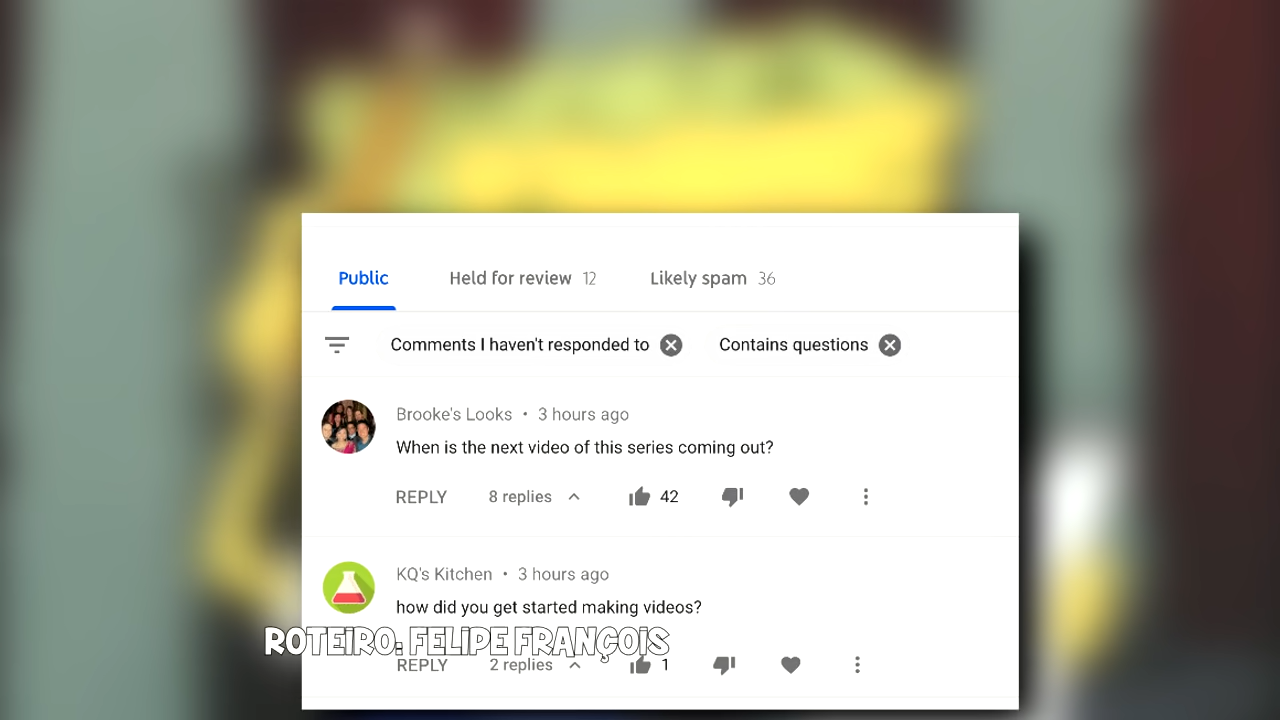 Public Held for review 12 Likely spam 36
Comments I haven't responded to Contains questions
Brooke's Looks • 3 hours ago
When is the next video of this series coming out?
REPLY 8 replies 42
KQ's Kitchen • 3 hours ago
how did you get started making videos?
ROTEIRO: FELIPE FRANÇOIS
REPLY 2 replies 1